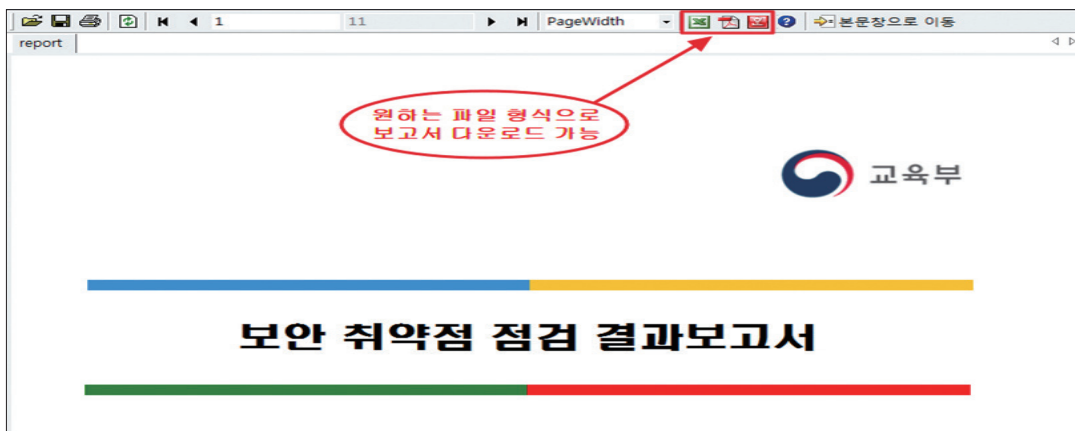 1 11 PageWidth 본문창으로 이동
report
원하는 파일 형식으로
보고서 다운로드 가능
교육부
보안 취약점 점검 결과보고서